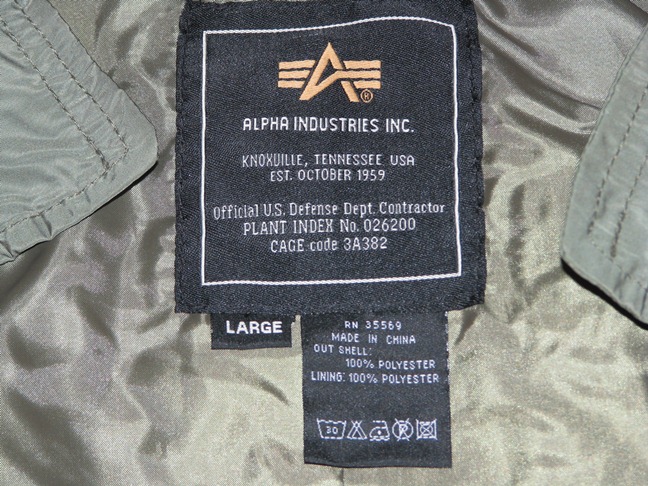 ALPHA INDUSTRIES INC.
KNOXVILLE, TENNESSEE USA
EST. OCTOBER 1959
Official U.S. Defense Dept. Contractor
PLANT INDEX No. 026200
CAGE code 3A382
LARGE
RN 35569
MADE IN CHINA
OUT SHELL:
100% POLYESTER
LINING: 100% POLYESTER
30